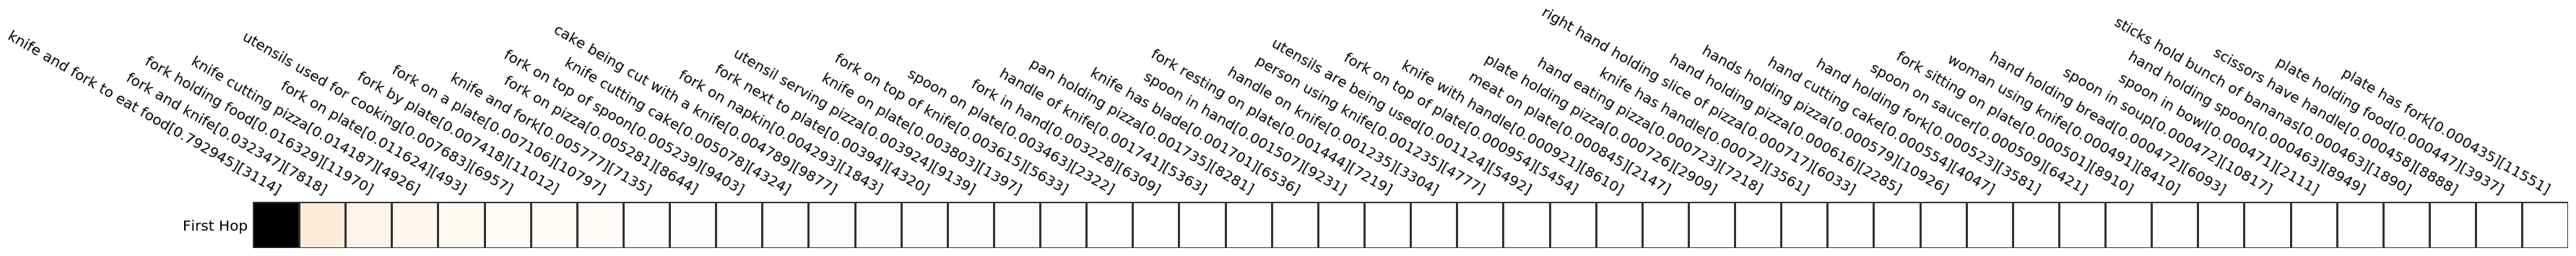 knife and fork to eat food[0.792945][3114]
fork and knife[0.032347][7818]
fork holding food[0.016329][11970]
knife cutting pizza[0.014187][4926]
fork on plate[0.011624][493]
utensils used for cooking[0.007683][6957]
fork by plate[0.007418][11012]
fork on a plate[0.007106][10797]
knife and fork[0.005777][7135]
fork on pizza[0.005281][8644]
fork on top of spoon[0.005239][9403]
knife cutting cake[0.005078][4324]
cake being cut with a knife[0.004789][9877]
fork on napkin[0.004293][1843]
fork next to plate[0.00394][4320]
utensil serving pizza[0.003924][9139]
knife on plate[0.003803][1397]
fork on top of knife[0.003615][5633]
spoon on plate[0.003463][2322]
fork in hand[0.003228][6309]
handle of knife[0.001741][5363]
pan holding pizza[0.001735][8281]
knife has blade[0.001701][6536]
spoon in hand[0.001507][9231]
fork resting on plate[0.001444][7219]
handle on knife[0.001235][3304]
person using knife[0.001235][4777]
utensils are being used[0.001124][5492]
fork on top of plate[0.000954][5454]
knife with handle[0.000921][8610]
meat on plate[0.000845][2147]
plate holding pizza[0.000726][2909]
hand eating pizza[0.000723][7218]
knife has handle[0.00072][3561]
right hand holding slice of pizza[0.000717][6033]
hand holding pizza[0.000616][2285]
hands holding pizza[0.000579][10926]
hand cutting cake[0.000554][4047]
hand holding fork[0.000523][3581]
spoon on saucer[0.000509][6421]
fork sitting on plate[0.000501][8910]
woman using knife[0.000491][8410]
hand holding bread[0.000472][6093]
spoon in soup[0.000472][10817]
spoon in bowl[0.000471][2111]
hand holding spoon[0.000463][8949]
sticks hold bunch of bananas[0.000463][1890]
scissors have handle[0.000458][8888]
plate holding food[0.000447][3937]
plate has fork[0.000435][11551]
First Hop